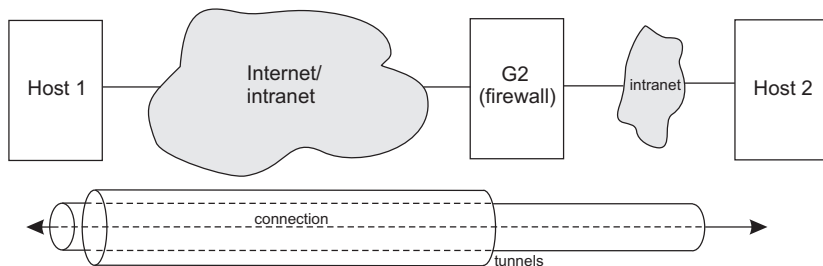 Host 1
Internet/
intranet
G2
(firewall)
intranet
Host 2
connection
tunnels